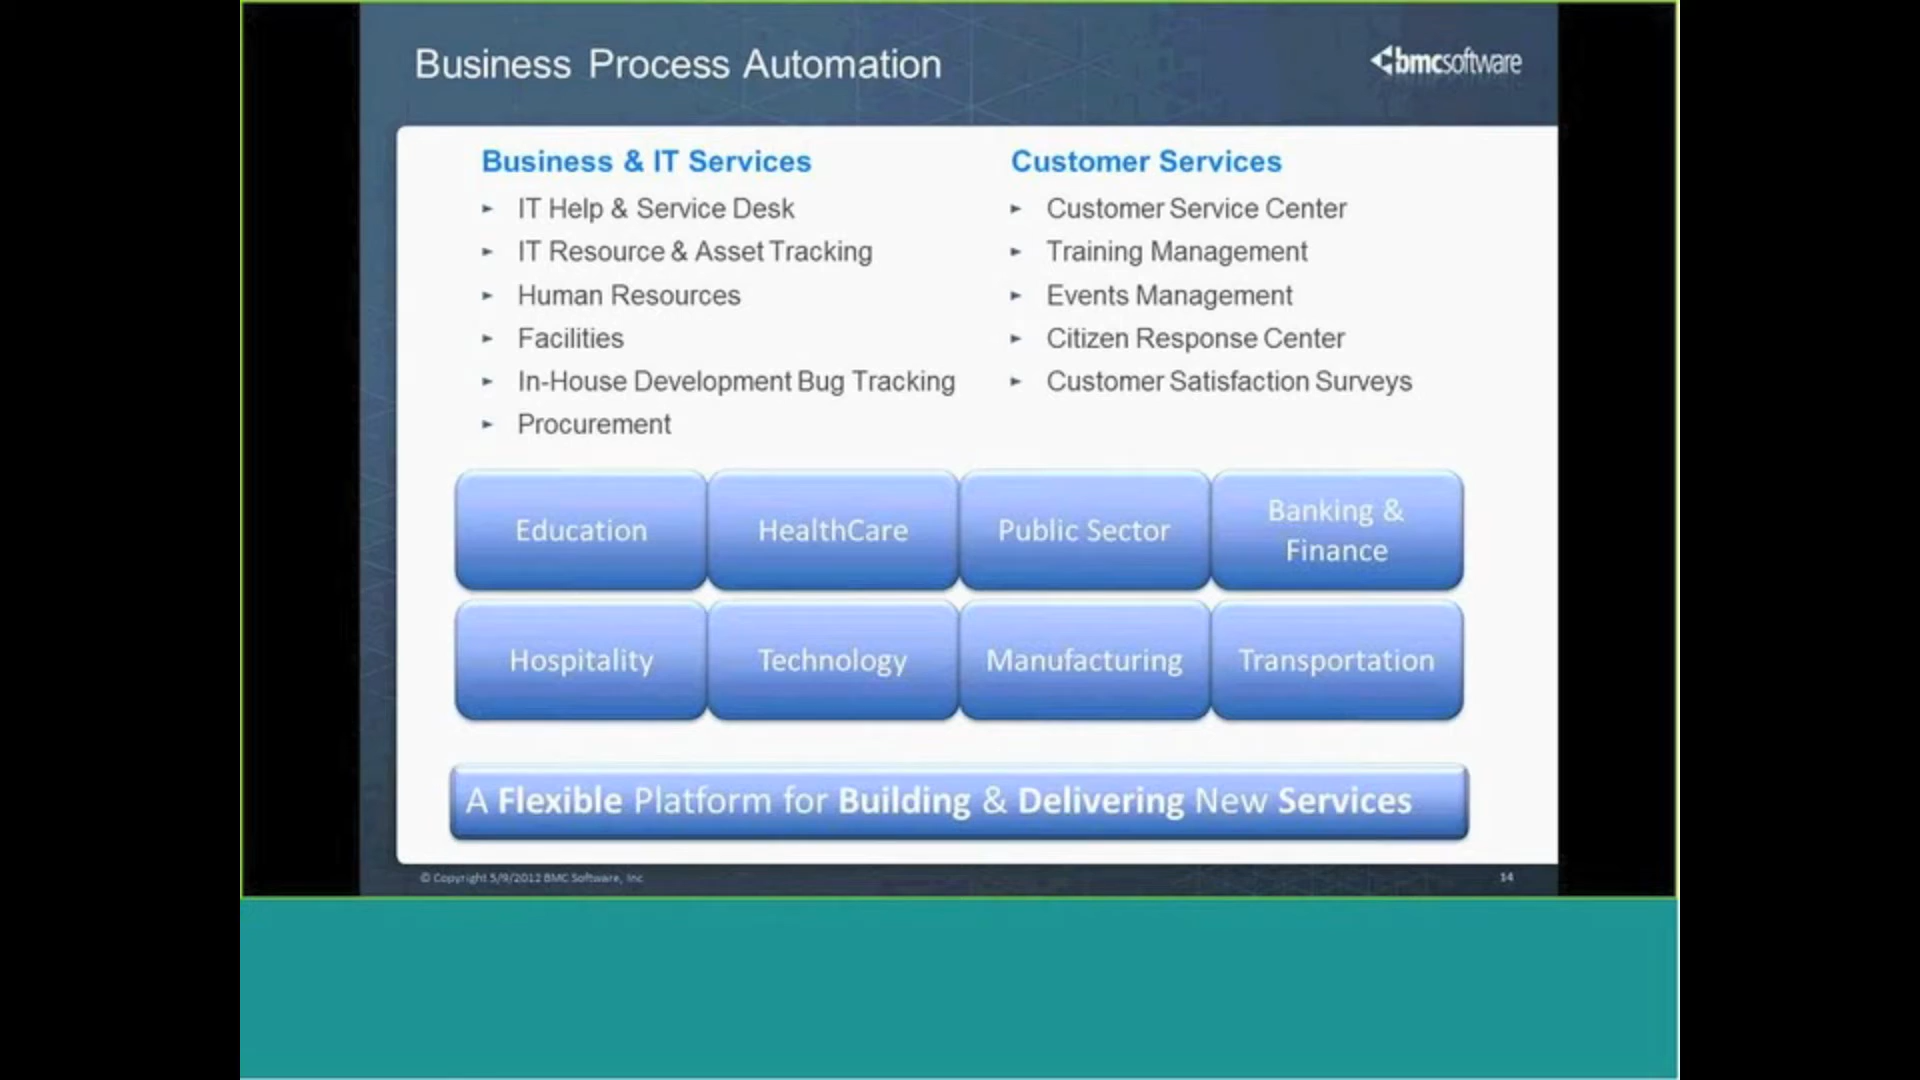 Business Process Automation
bmcsoftware
Business & IT Services
► IT Help & Service Desk
► IT Resource & Asset Tracking
► Human Resources
► Facilities
► In-House Development Bug Tracking
► Procurement
Customer Services
► Customer Service Center
► Training Management
► Events Management
► Citizen Response Center
► Customer Satisfaction Surveys
Education
HealthCare
Public Sector
Banking &
Finance
Hospitality
Technology
Manufacturing
Transportation
A Flexible Platform for Building & Delivering New Services
© Copyright 5/9/2012 BMC Software, Inc
14